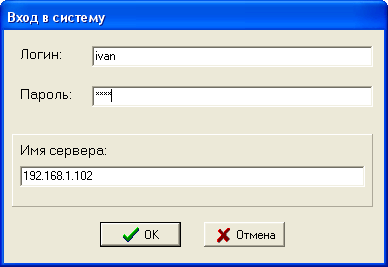 Вход в систему
Логин: ivan
Пароль: ****
Имя сервера:
192.168.1.102
OK Отмена